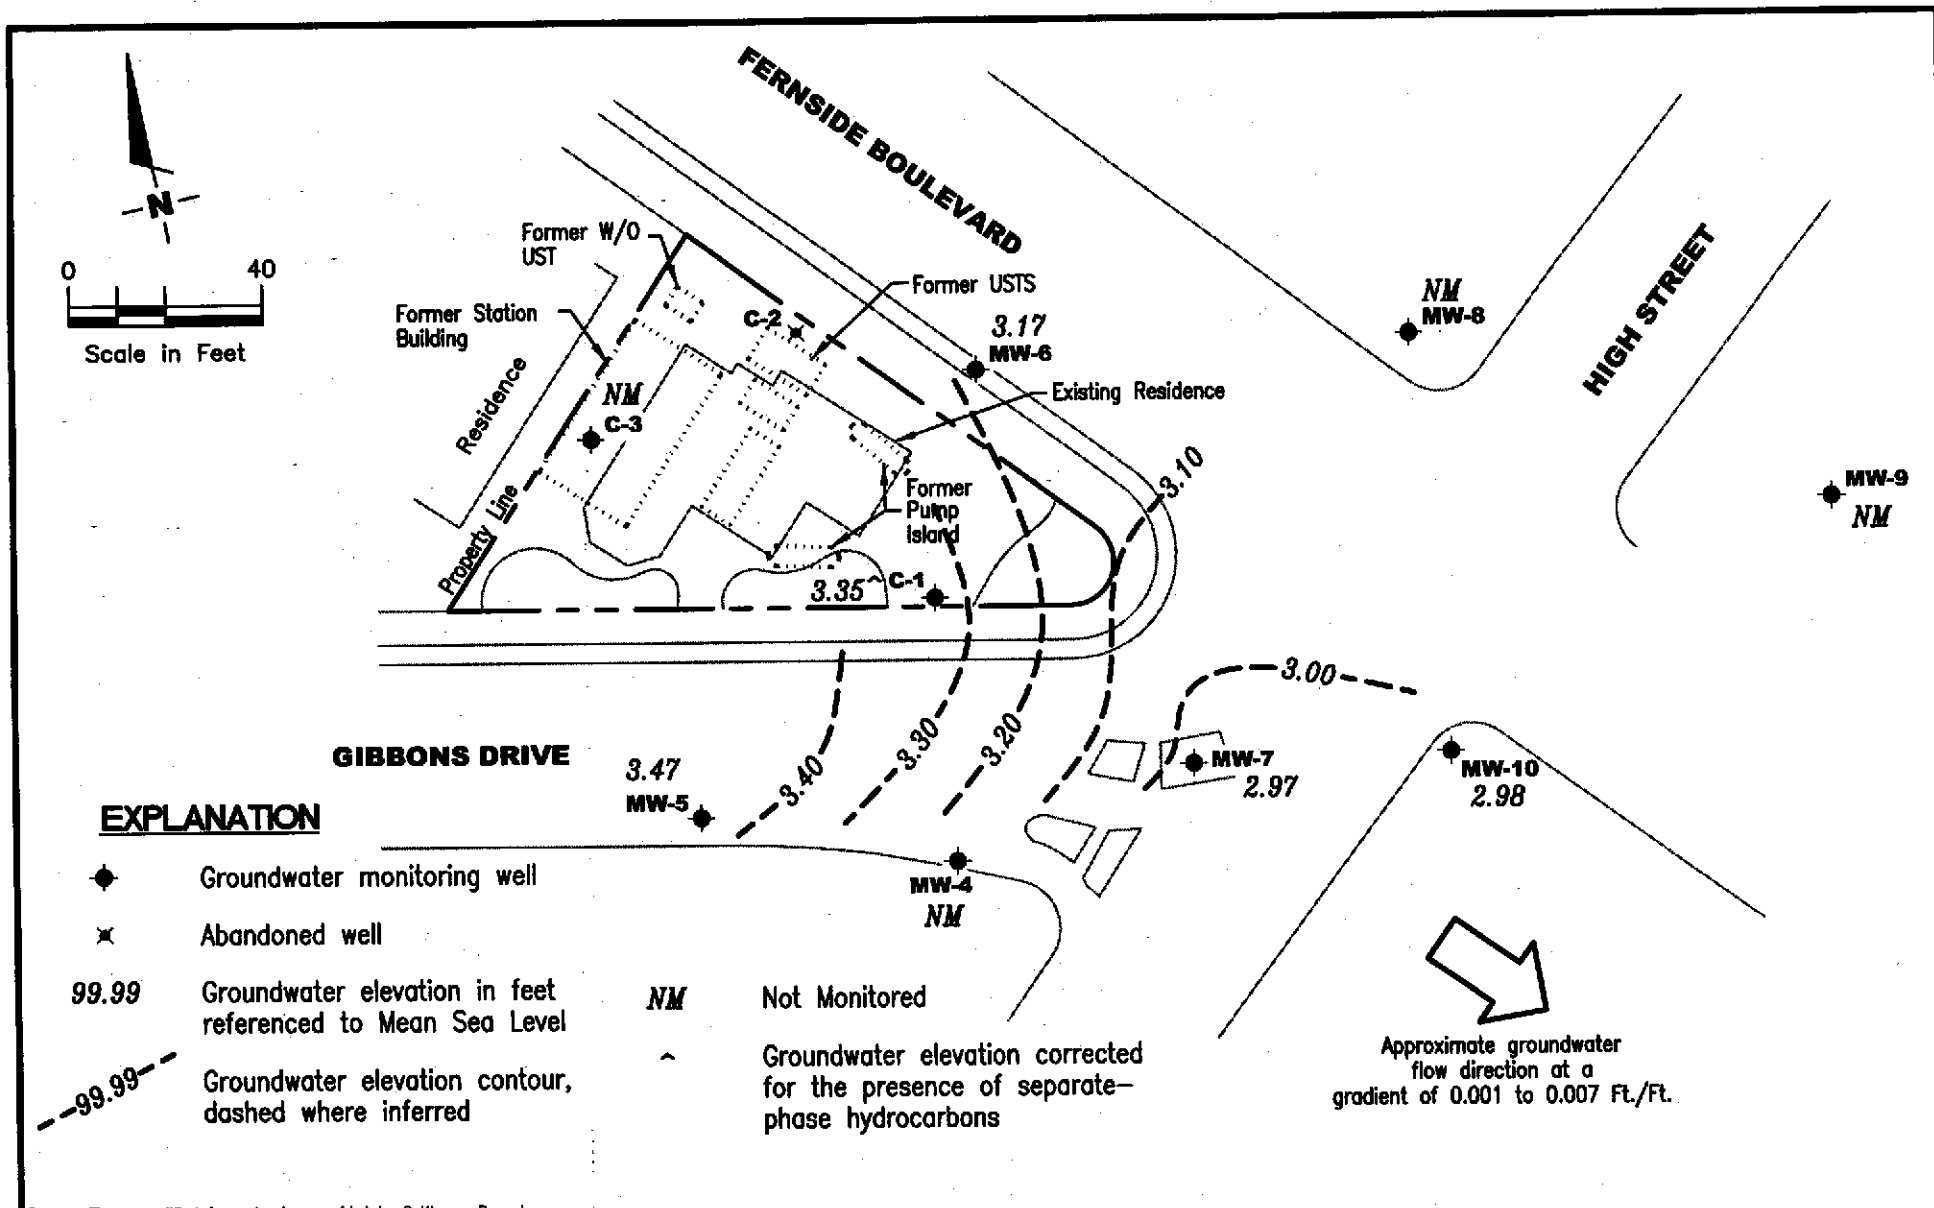 FERNSIDE BOULEVARD
N
0 40
Scale in Feet
Former W/O
UST
Former Station
Building
Residence
Property Line
C-2
Former USTS
3.17
MW-6
Existing Residence
NM
C-3
Former
Pump
Island
3.35^ C-1
3.10
NM
MW-8
HIGH STREET
MW-9
NM
3.00
GIBBONS DRIVE
3.47
MW-5
3.40
3.30
3.20
MW-7
2.97
MW-10
2.98
MW-4
NM
EXPLANATION
Groundwater monitoring well
Abandoned well
99.99 Groundwater elevation in feet
referenced to Mean Sea Level
99.99 Groundwater elevation contour,
dashed where inferred
NM Not Monitored
^ Groundwater elevation corrected
for the presence of separate-
phase hydrocarbons
Approximate groundwater
flow direction at a
gradient of 0.001 to 0.007 Ft./Ft.